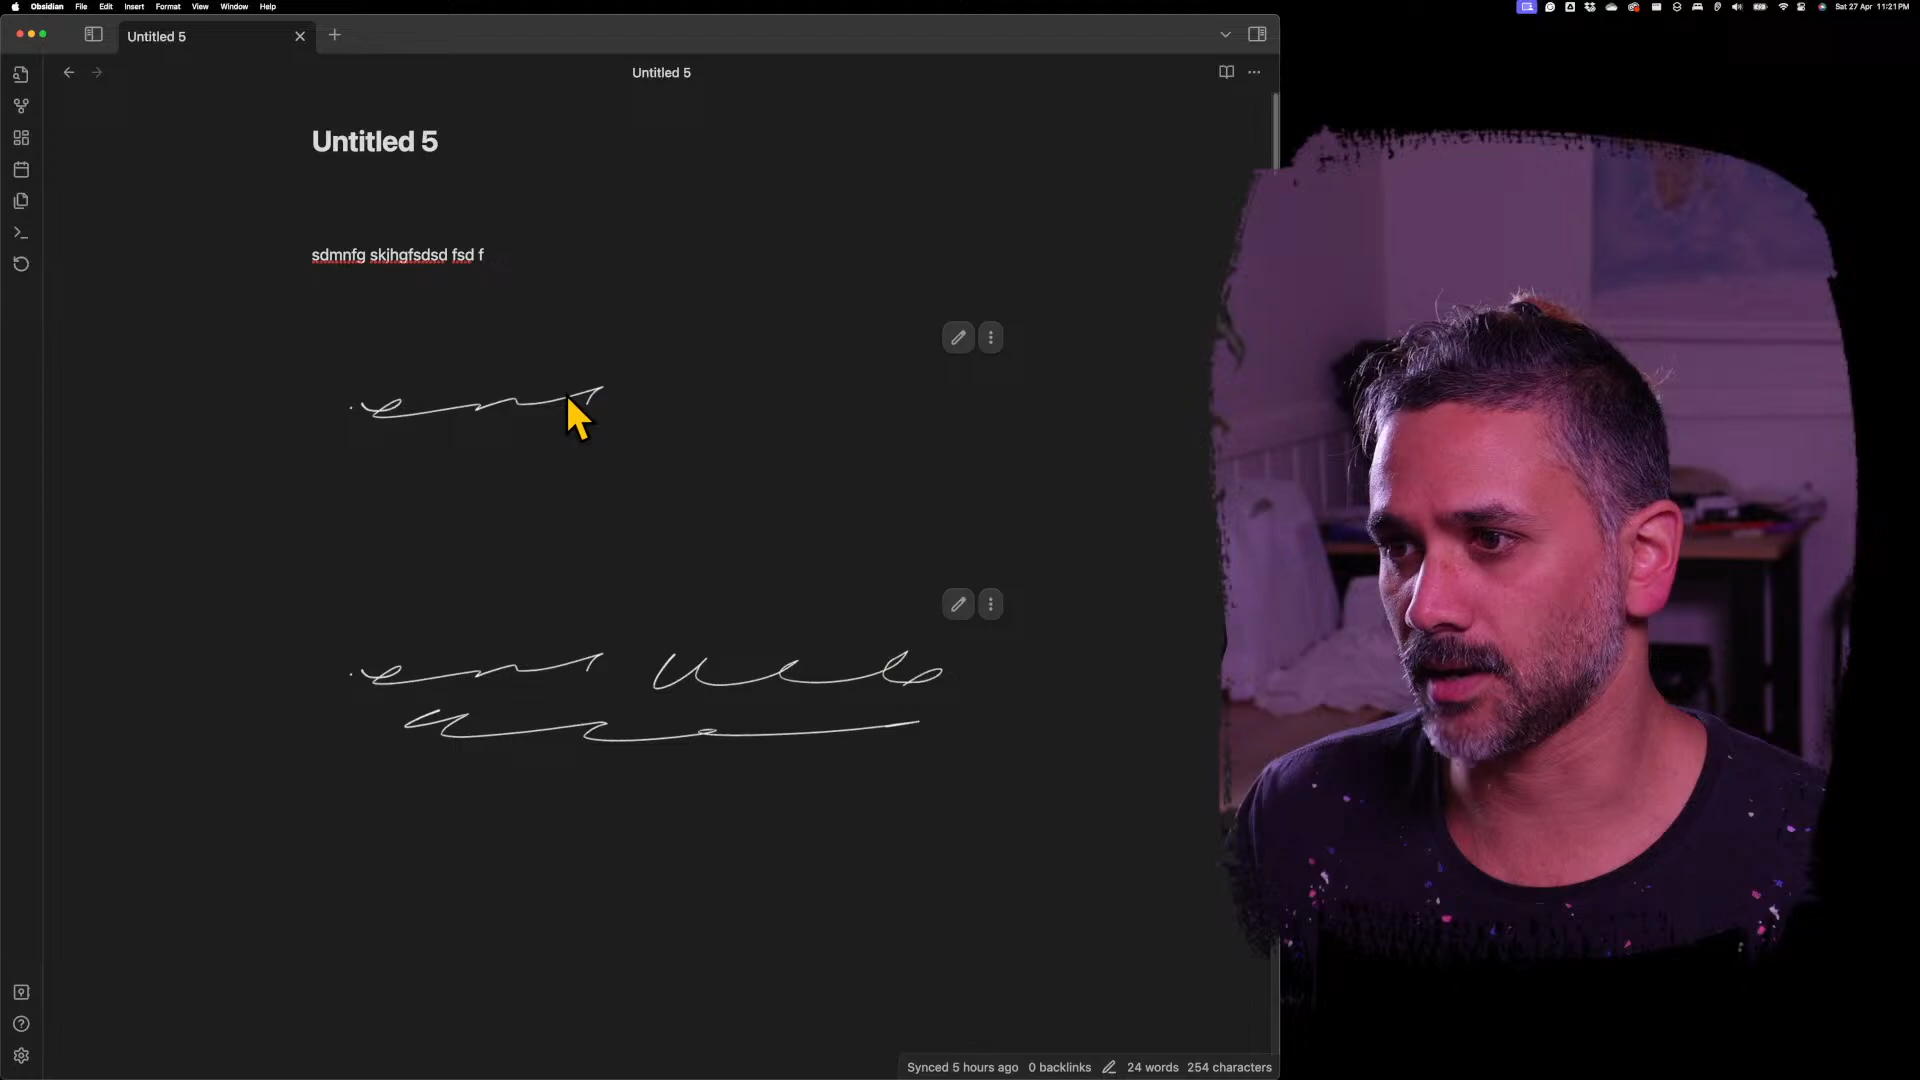 Obsidian File Edit Insert Format View Window Help Sat 27 Apr 11:21 PM
Untitled 5
Untitled 5
Untitled 5
sdmnfg skjhgfsdsd fsd f
Synced 5 hours ago 0 backlinks 24 words 254 characters